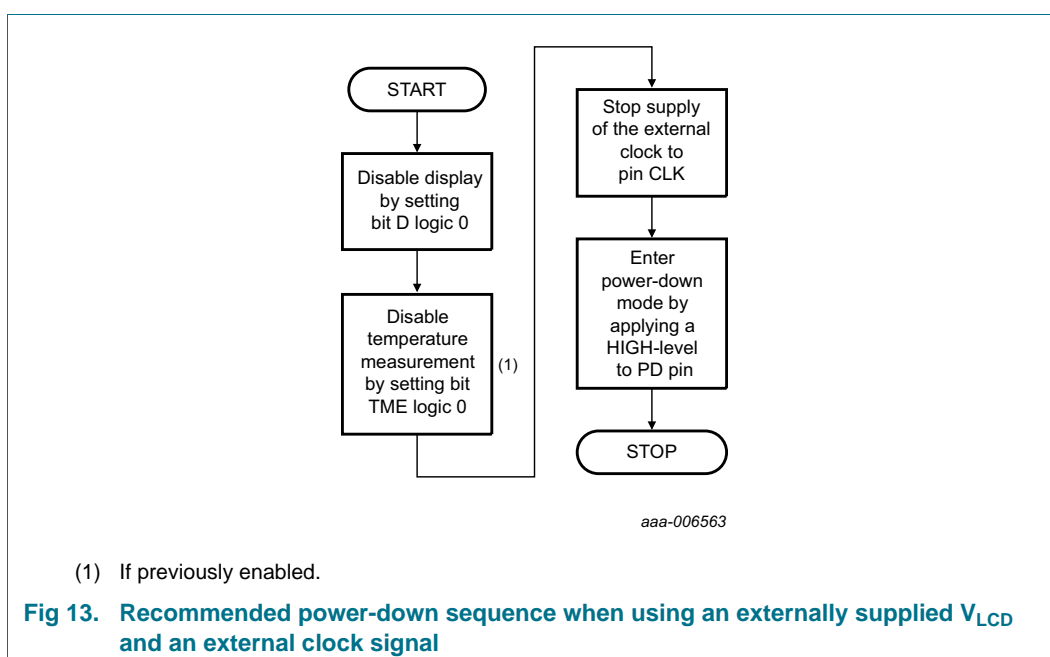 START
Disable display
by setting
bit D logic 0
Disable
temperature
measurement
by setting bit
TME logic 0
(1)
Stop supply
of the external
clock to
pin CLK
Enter
power-down
mode by
applying a
HIGH-level
to PD pin
STOP
aaa-006563
(1) If previously enabled.
Fig 13. Recommended power-down sequence when using an externally supplied VLCD
and an external clock signal